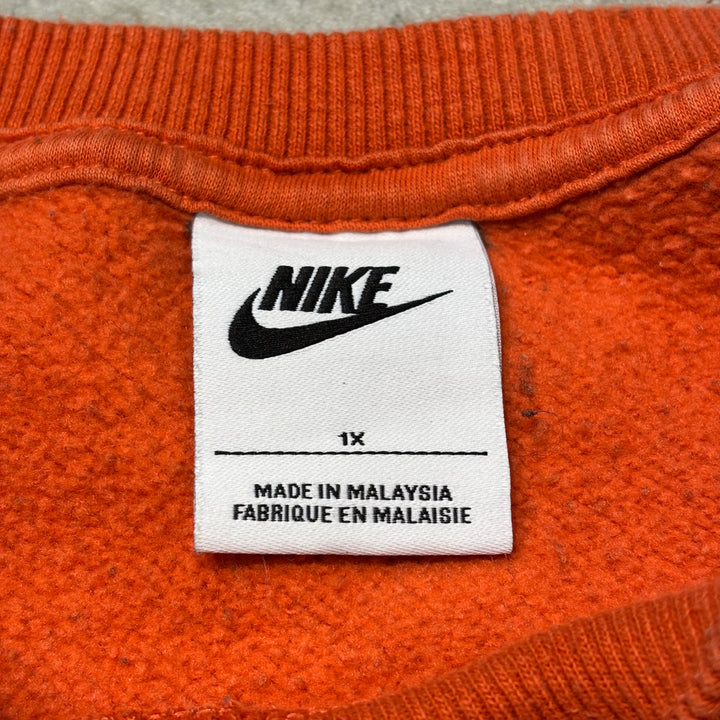 NIKE
1X
MADE IN MALAYSIA
FABRIQUE EN MALAISIE